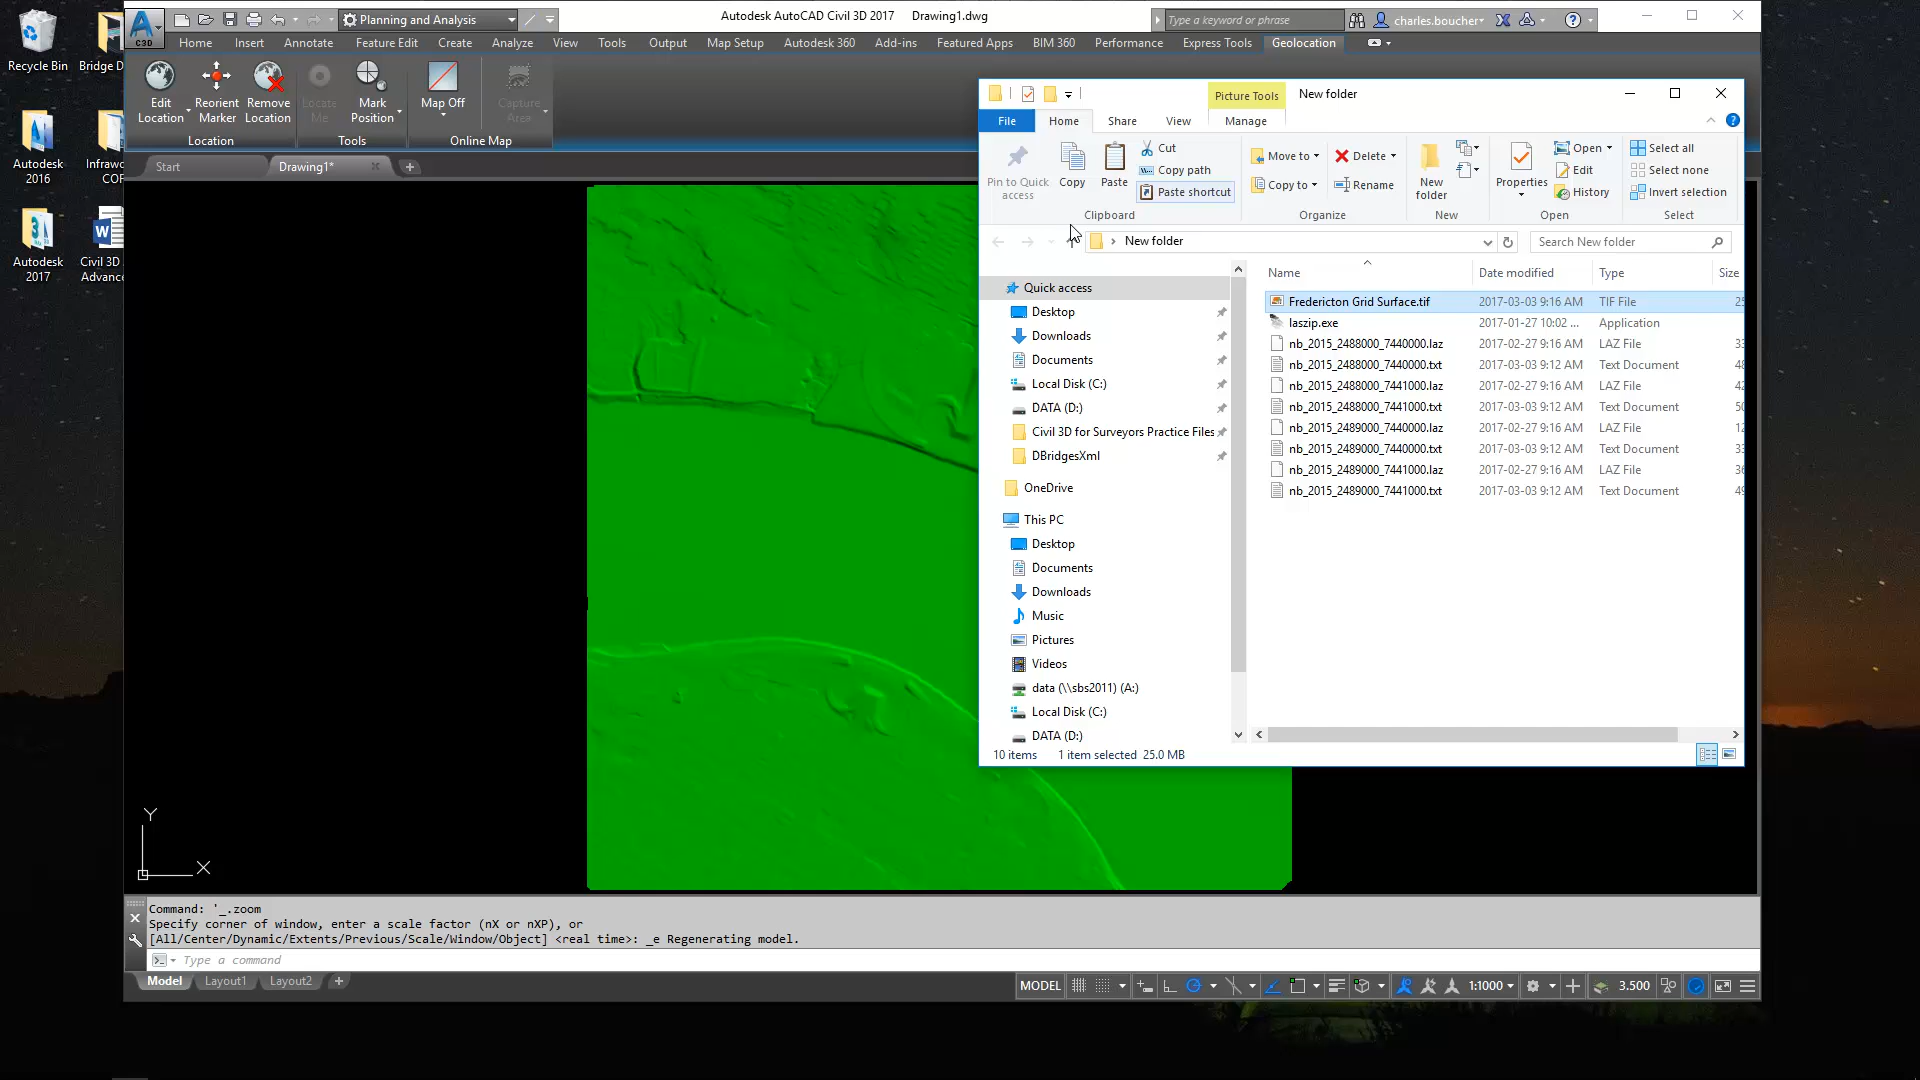 Recycle Bin
Bridge D
Autodesk
2016
Infrawo
COF
Autodesk
2017
Civil 3D
Advance
C3D
Planning and Analysis
Autodesk AutoCAD Civil 3D 2017 Drawing1.dwg
Type a keyword or phrase
charles.boucher
Home Insert Annotate Feature Edit Create Analyze View Tools Output Map Setup Autodesk 360 Add-ins Featured Apps BIM 360 Performance Express Tools Geolocation
Edit
Location
Reorient
Marker
Remove
Location
Locate
Me
Mark
Position
Map Off
Capture
Area
Location Tools Online Map
Start Drawing1*
Picture Tools New folder
File Home Share View Manage
Pin to Quick
access
Copy
Paste
Cut
Copy path
Paste shortcut
Move to
Copy to
Delete
Rename
New
folder
Properties
Open
Edit
History
Select all
Select none
Invert selection
Clipboard Organize New Open Select
New folder
Search New folder
Quick access
Desktop
Downloads
Documents
Local Disk (C:)
DATA (D:)
Civil 3D for Surveyors Practice Files
DBridgesXml
OneDrive
This PC
Desktop
Documents
Downloads
Music
Pictures
Videos
data (\\sbs2011) (A:)
Local Disk (C:)
DATA (D:)
Name Date modified Type Size
Fredericton Grid Surface.tif 2017-03-03 9:16 AM TIF File 25
laszip.exe 2017-01-27 10:02 ... Application
nb_2015_2488000_7440000.laz 2017-02-27 9:16 AM LAZ File 33
nb_2015_2488000_7440000.txt 2017-03-03 9:12 AM Text Document 48
nb_2015_2488000_7441000.laz 2017-02-27 9:16 AM LAZ File 42
nb_2015_2488000_7441000.txt 2017-03-03 9:12 AM Text Document 50
nb_2015_2489000_7440000.laz 2017-02-27 9:16 AM LAZ File 12
nb_2015_2489000_7440000.txt 2017-03-03 9:12 AM Text Document 33
nb_2015_2489000_7441000.laz 2017-02-27 9:16 AM LAZ File 36
nb_2015_2489000_7441000.txt 2017-03-03 9:12 AM Text Document 49
10 items 1 item selected 25.0 MB
Y
X
Command: '_.zoom
Specify corner of window, enter a scale factor (nX or nXP), or
[All/Center/Dynamic/Extents/Previous/Scale/Window/Object] <real time>: _e Regenerating model.
Type a command
Model Layout1 Layout2
MODEL 1:1000 3.500